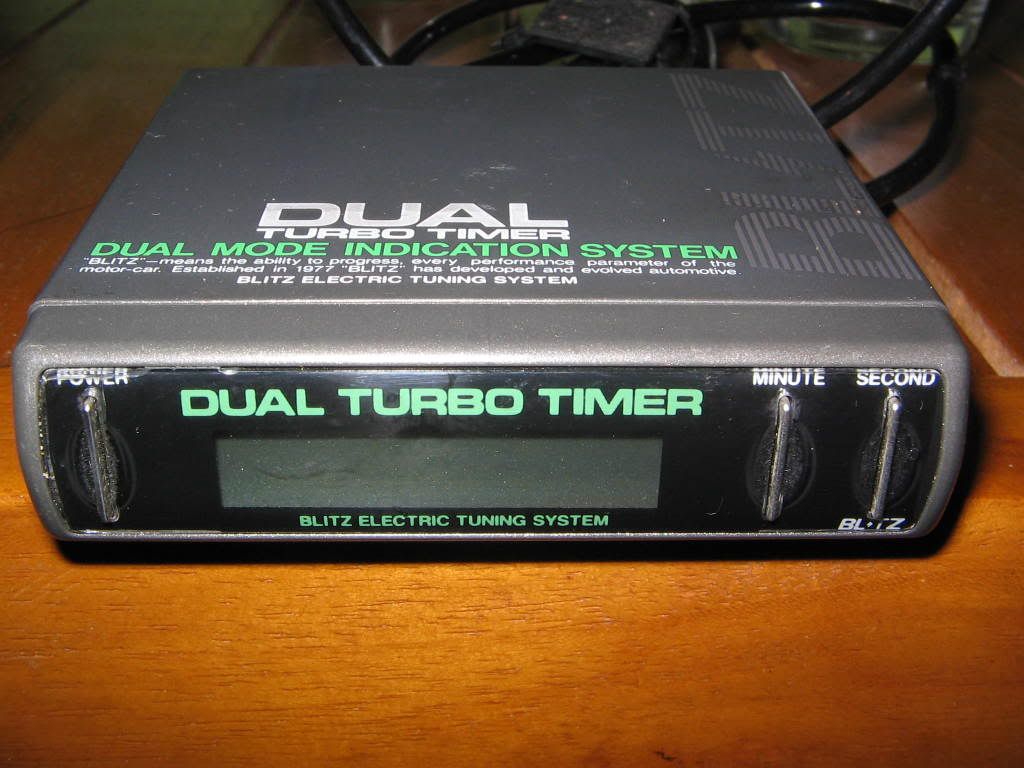 BLITZ
DUAL
TURBO TIMER
DUAL MODE INDICATION SYSTEM
"BLITZ"—means the ability to progress, every performance parameter of the
motor-car. Established in 1977 "BLITZ" has developed and evolved automotive.
BLITZ ELECTRIC TUNING SYSTEM
POWER
DUAL TURBO TIMER
MINUTE
SECOND
BLITZ ELECTRIC TUNING SYSTEM
BLITZ